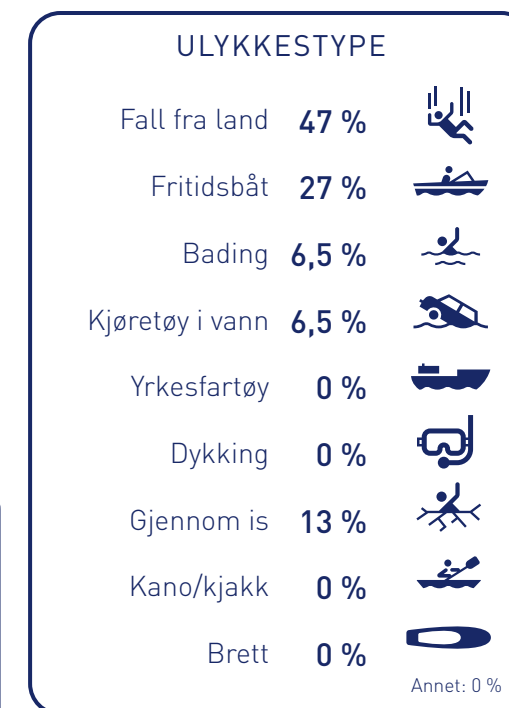 ULYKKESTYPE
Fall fra land 47 %
Fritidsbåt 27 %
Bading 6,5 %
Kjøretøy i vann 6,5 %
Yrkesfartøy 0 %
Dykking 0 %
Gjennom is 13 %
Kano/kjakk 0 %
Brett 0 %
Annet: 0 %